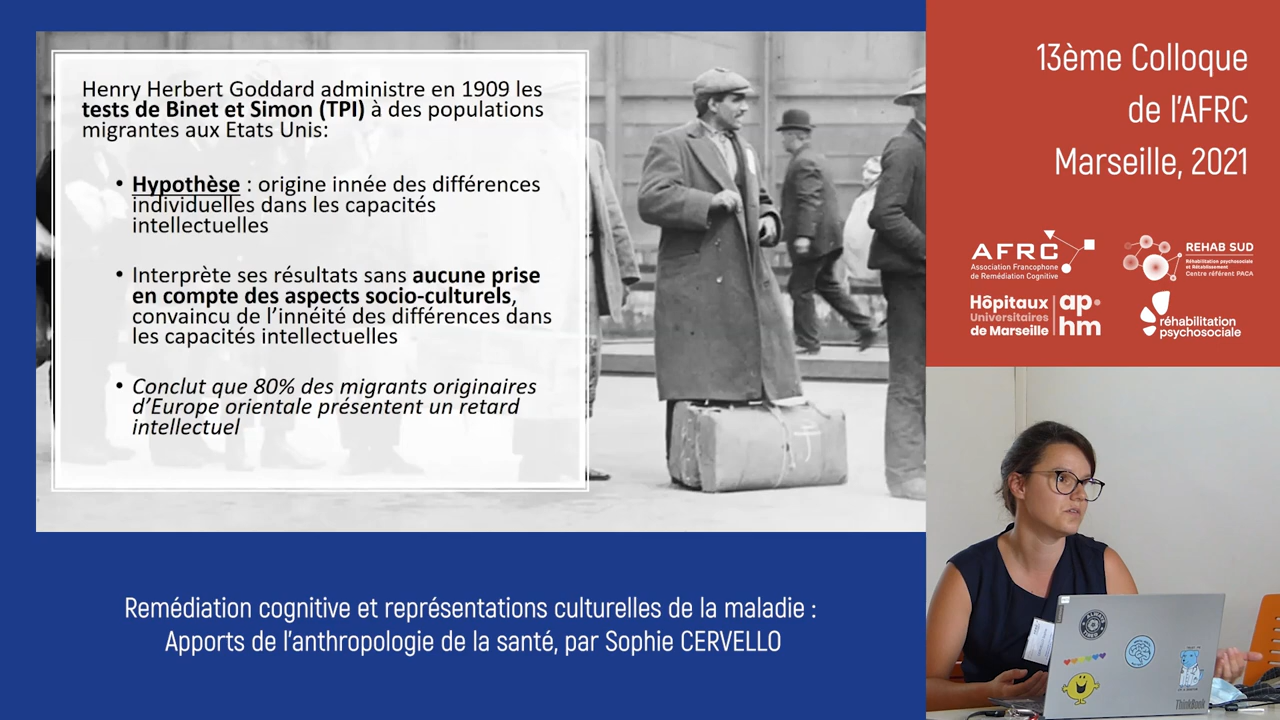 Henry Herbert Goddard administre en 1909 les
tests de Binet et Simon (TPI) à des populations
migrantes aux Etats Unis:
• Hypothèse : origine innée des différences
individuelles dans les capacités
intellectuelles
• Interprète ses résultats sans aucune prise
en compte des aspects socio-culturels,
convaincu de l’innéité des différences dans
les capacités intellectuelles
• Conclut que 80% des migrants originaires
d’Europe orientale présentent un retard
intellectuel
Remédiation cognitive et représentations culturelles de la maladie :
Apports de l’anthropologie de la santé, par Sophie CERVELLO
13ème Colloque
de l’AFRC
Marseille, 2021
AFRC
Association Francophone
de Remédiation Cognitive
REHAB SUD
Réhabilitation psychosociale
et Rétablissement
Centre référent PACA
Hôpitaux
Universitaires
de Marseille
ap.
hm
réhabilitation
psychosociale
ThinkBook